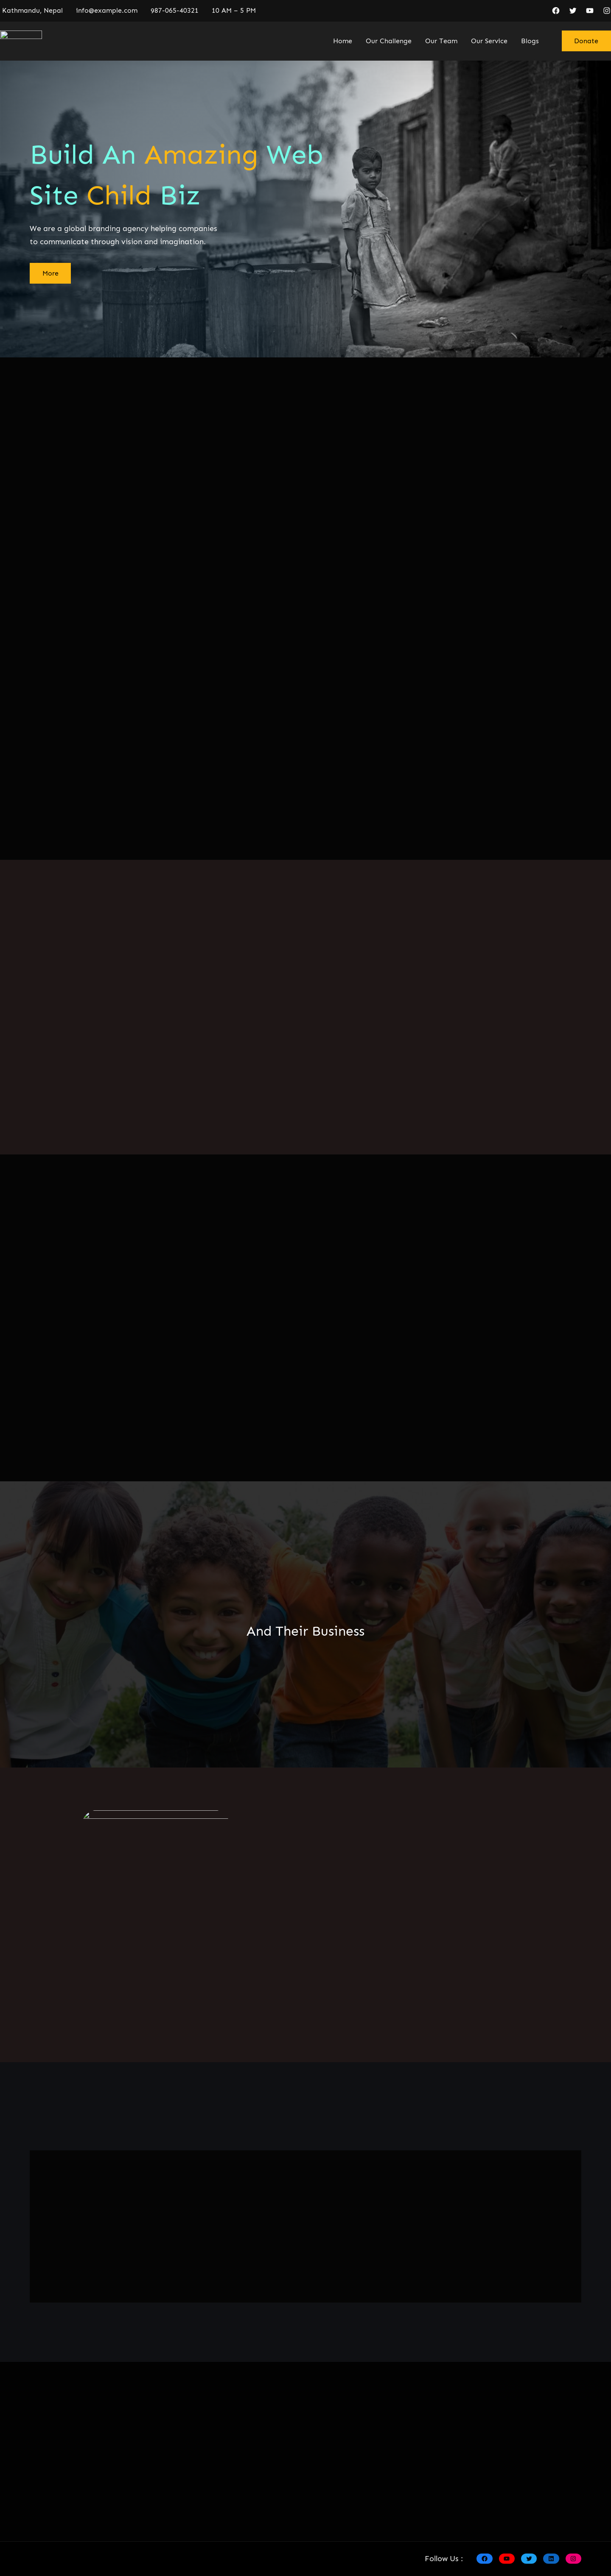 Kathmandu, Nepal info@example.com 987-065-40321 10 AM – 5 PM
Home Our Challenge Our Team Our Service Blogs Donate
Build An Amazing Web
Site Child Biz
We are a global branding agency helping companies
to communicate through vision and imagination.
More
And Their Business
Follow Us :